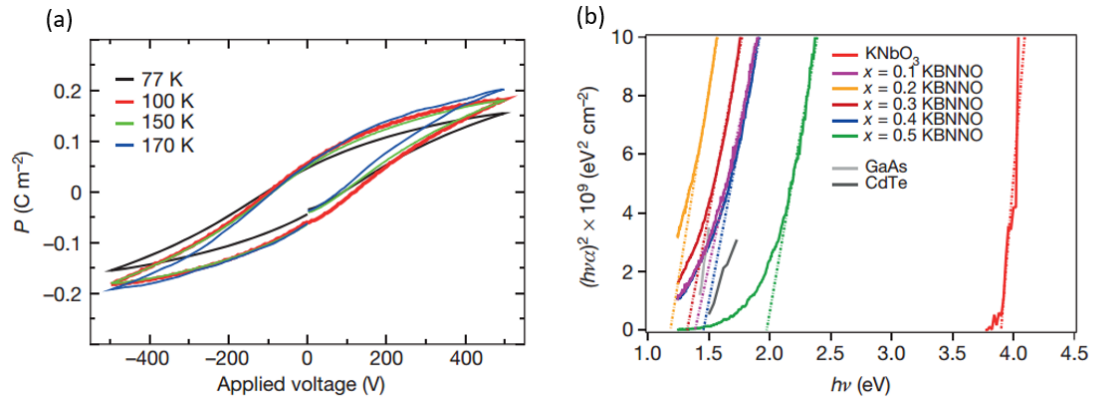 (a)
77 K
100 K
150 K
170 K
0.2
0.1
0
−0.1
−0.2
P (C m⁻²)
−400 −200 0 200 400
Applied voltage (V)
(b)
KNbO₃
x = 0.1 KBNNO
x = 0.2 KBNNO
x = 0.3 KBNNO
x = 0.4 KBNNO
x = 0.5 KBNNO
GaAs
CdTe
10
8
6
4
2
0
(hνα)² × 10⁹ (eV² cm⁻²)
1.0 1.5 2.0 2.5 3.0 3.5 4.0 4.5
hν (eV)